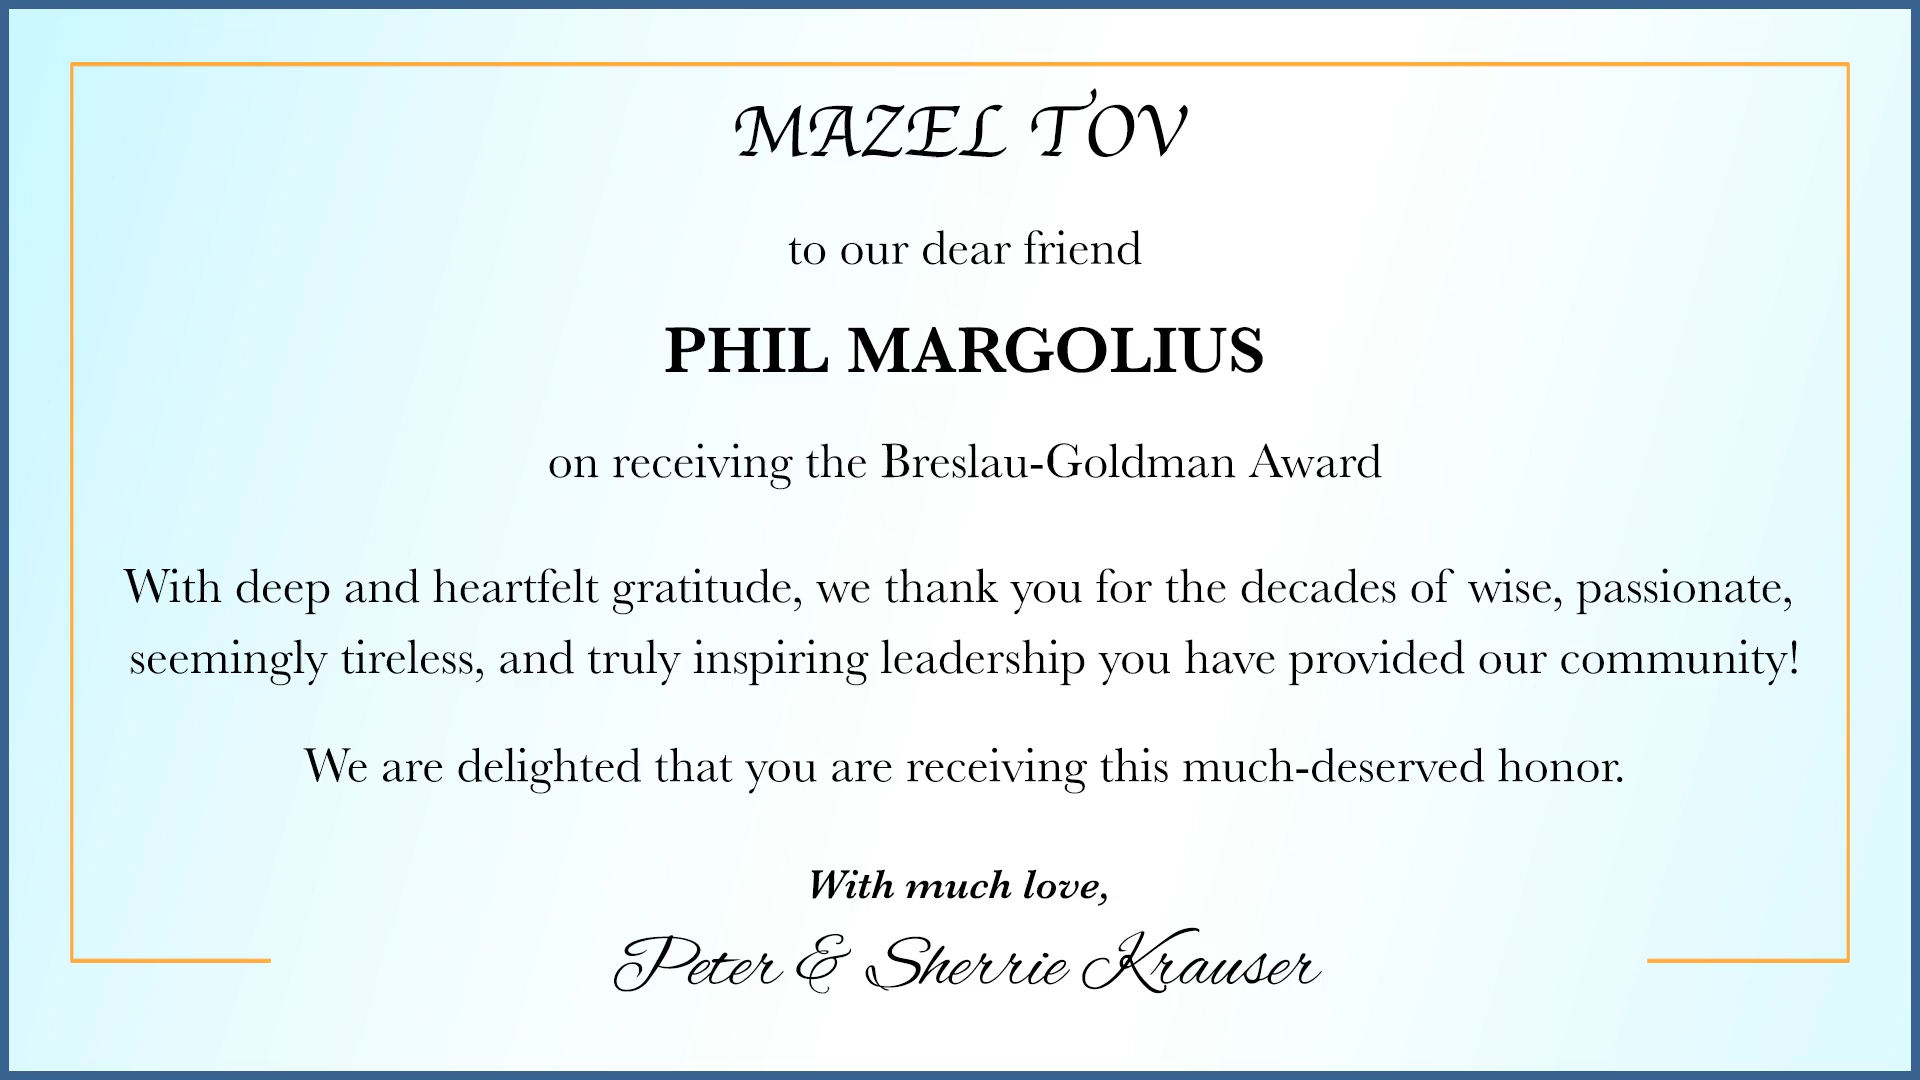 MAZEL TOV
to our dear friend
PHIL MARGOLIUS
on receiving the Breslau-Goldman Award
With deep and heartfelt gratitude, we thank you for the decades of wise, passionate,
seemingly tireless, and truly inspiring leadership you have provided our community!
We are delighted that you are receiving this much-deserved honor.
With much love,
Peter & Sherrie Krauser